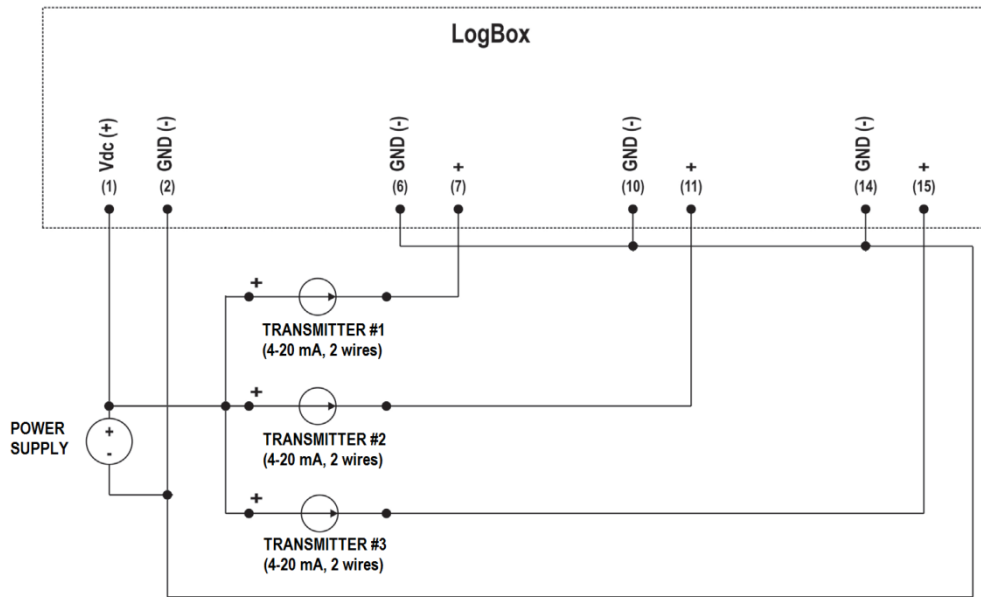 LogBox
Vdc (+)
(1)
GND (-)
(2)
GND (-)
(6)
+
(7)
GND (-)
(10)
+
(11)
GND (-)
(14)
+
(15)
+
TRANSMITTER #1
(4-20 mA, 2 wires)
+
TRANSMITTER #2
(4-20 mA, 2 wires)
POWER
SUPPLY
+
-
+
TRANSMITTER #3
(4-20 mA, 2 wires)